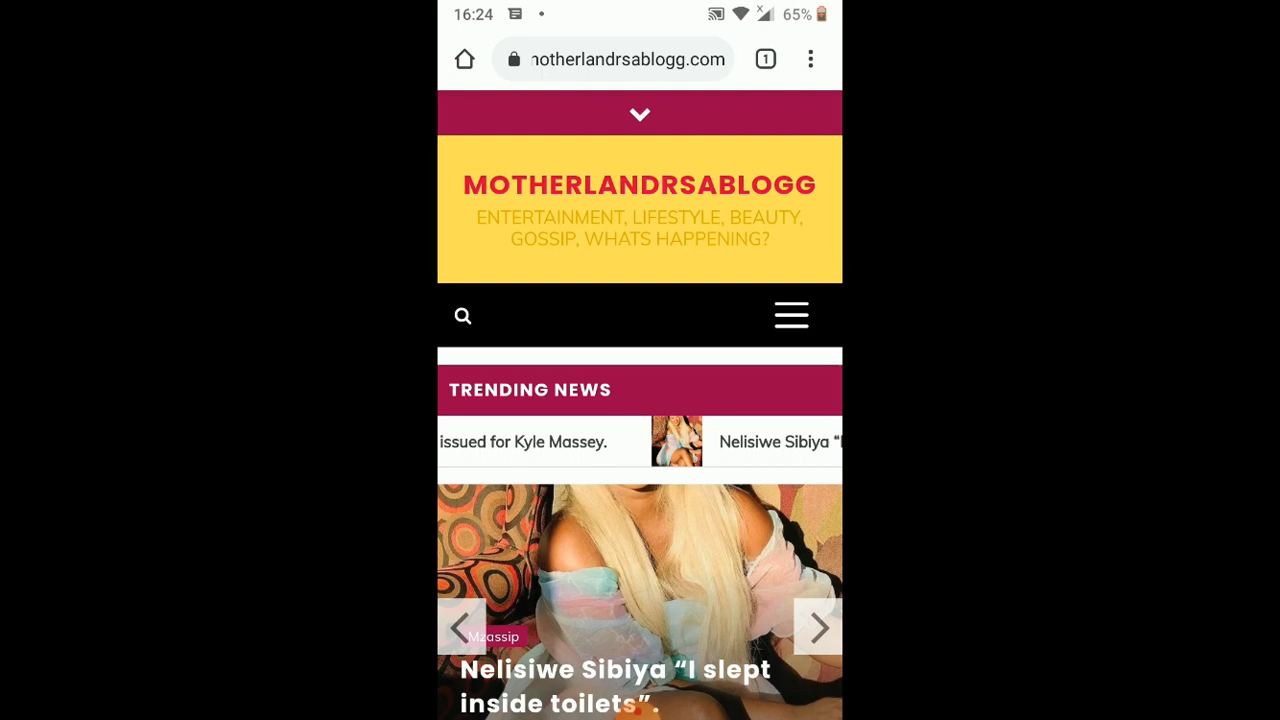 16:24
65%
notherlandrsablogg.com
1
MOTHERLANDRSABLOGG
ENTERTAINMENT, LIFESTYLE, BEAUTY,
GOSSIP, WHATS HAPPENING?
TRENDING NEWS
issued for Kyle Massey.
Nelisiwe Sibiya “I
Mzassip
Nelisiwe Sibiya “I slept
inside toilets”.